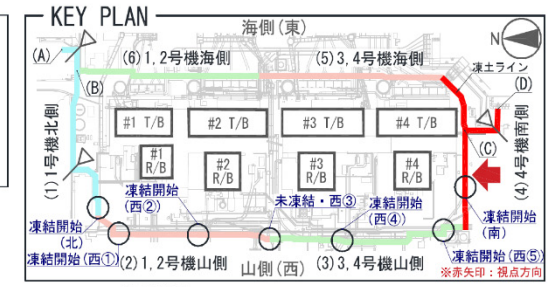 KEY PLAN
海側(東)
N
(A)
(6)1,2号機海側
(5)3,4号機海側
凍土ライン
(B)
(D)
#1 T/B
#2 T/B
#3 T/B
#4 T/B
(1)1号機北側
#1
R/B
#2
R/B
#3
R/B
#4
R/B
(C)
(4)4号機南側
凍結開始
(西②)
未凍結・西③
凍結開始
(西④)
凍結開始
(南)
凍結開始
(北)
凍結開始(西①)
(2)1,2号機山側
山側(西)
(3)3,4号機山側
凍結開始(西⑤)
※赤矢印:視点方向